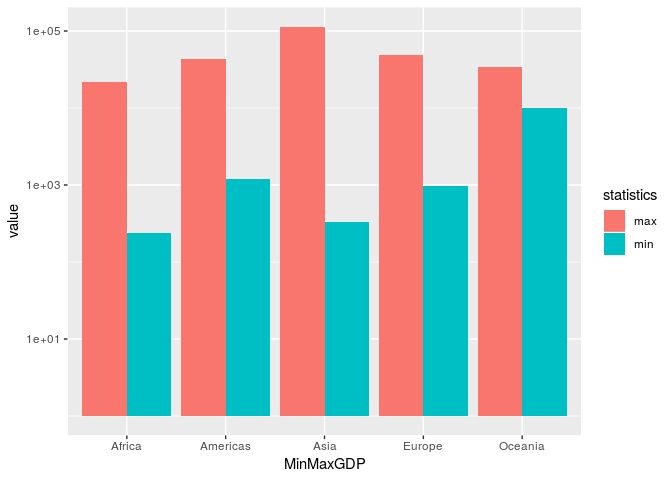 1e+05
1e+03
1e+01
value
Africa
Americas
Asia
Europe
Oceania
MinMaxGDP
statistics
max
min